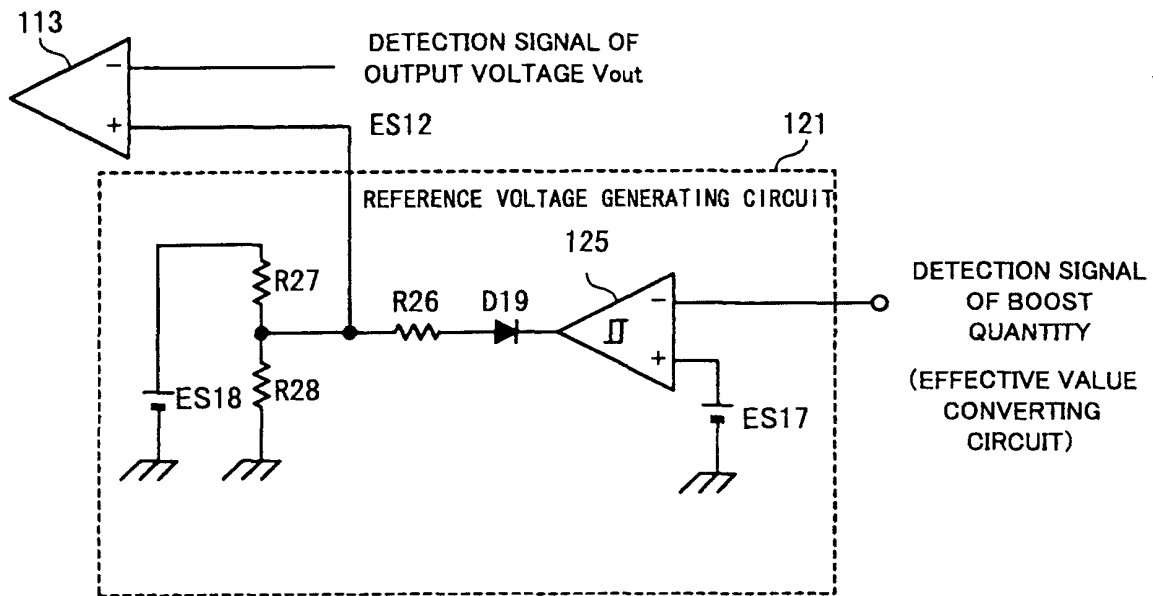 113
DETECTION SIGNAL OF
OUTPUT VOLTAGE Vout
-
+
ES12
121
REFERENCE VOLTAGE GENERATING CIRCUIT
125
R27
R26
D19
-
+
R28
ES18
ES17
DETECTION SIGNAL
OF BOOST
QUANTITY
(EFFECTIVE VALUE
CONVERTING
CIRCUIT)